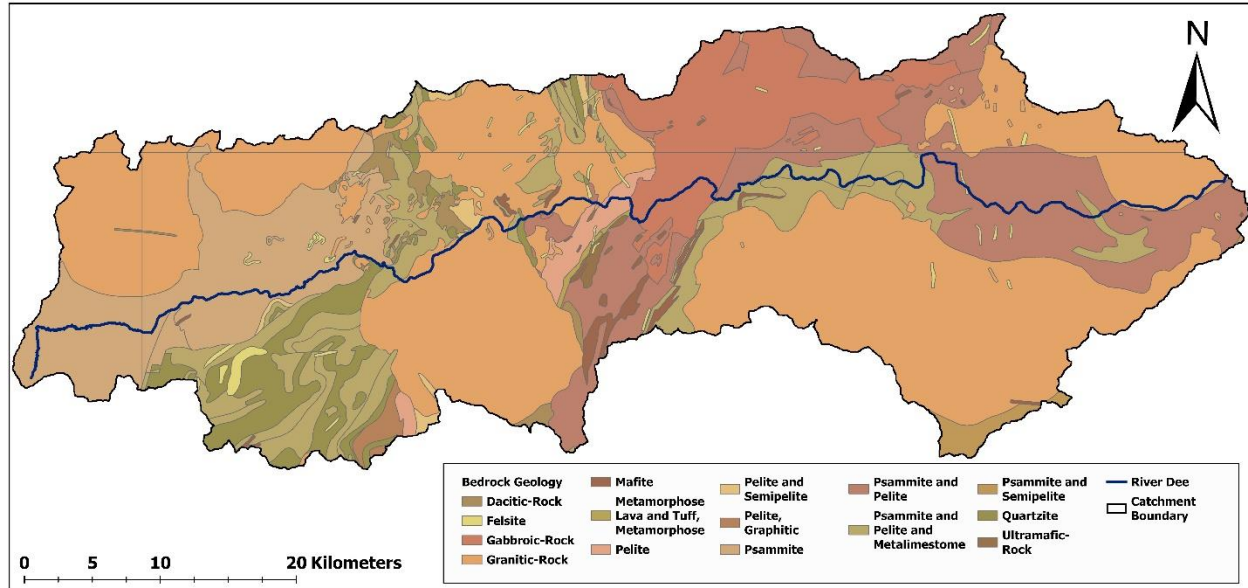 N
Bedrock Geology
Dacitic-Rock
Felsite
Gabbroic-Rock
Granitic-Rock
Mafite
Metamorphose
Lava and Tuff,
Metamorphose
Pelite
Pelite and
Semipelite
Pelite,
Graphitic
Psammite
Psammite and
Pelite
Psammite and
Pelite and
Metalimestome
Psammite and
Semipelite
Quartzite
Ultramafic-
Rock
River Dee
Catchment
Boundary
0 5 10 20 Kilometers